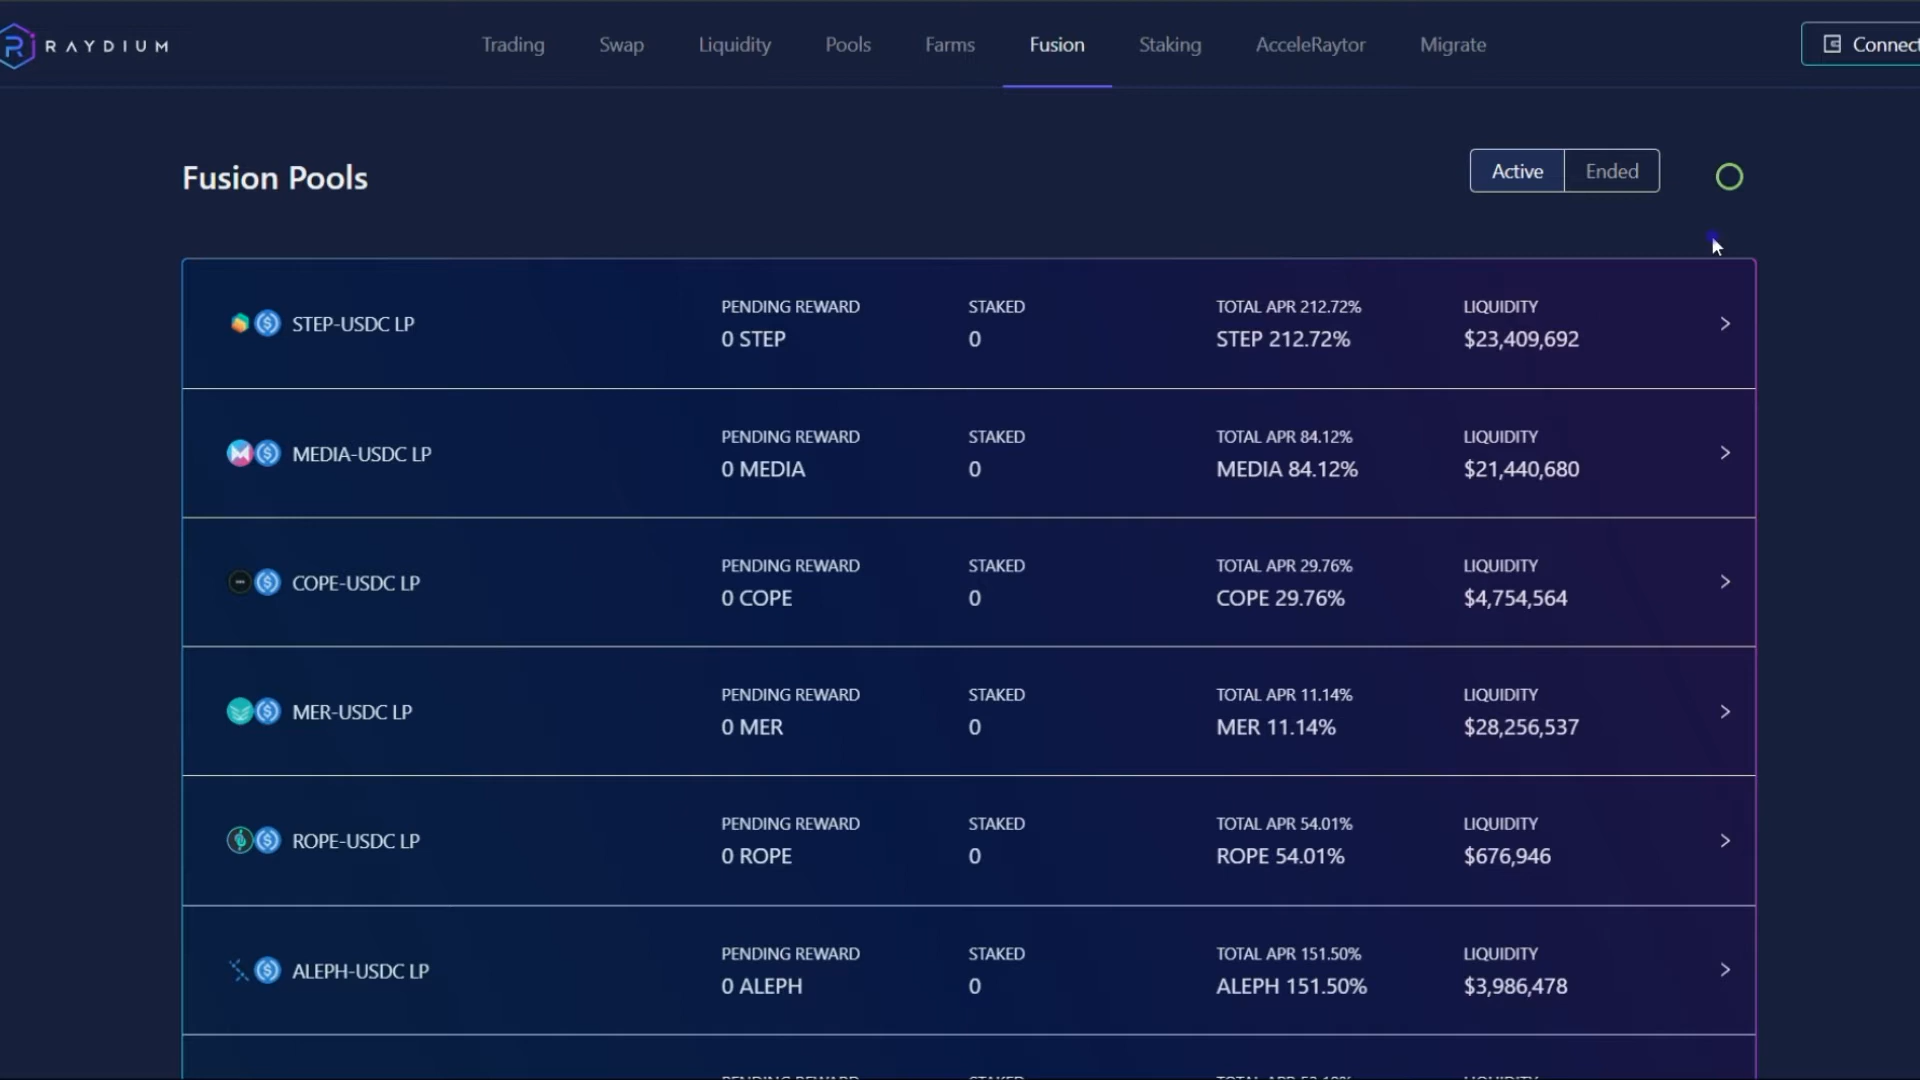 RAYDIUM Trading Swap Liquidity Pools Farms Fusion Staking AcceleRaytor Migrate Connect
Fusion Pools Active Ended
PENDING REWARD STAKED TOTAL APR 212.72% LIQUIDITY
STEP-USDC LP
0 STEP 0 STEP 212.72% $23,409,692
PENDING REWARD STAKED TOTAL APR 84.12% LIQUIDITY
MEDIA-USDC LP
0 MEDIA 0 MEDIA 84.12% $21,440,680
PENDING REWARD STAKED TOTAL APR 29.76% LIQUIDITY
COPE-USDC LP
0 COPE 0 COPE 29.76% $4,754,564
PENDING REWARD STAKED TOTAL APR 11.14% LIQUIDITY
MER-USDC LP
0 MER 0 MER 11.14% $28,256,537
PENDING REWARD STAKED TOTAL APR 54.01% LIQUIDITY
ROPE-USDC LP
0 ROPE 0 ROPE 54.01% $676,946
PENDING REWARD STAKED TOTAL APR 151.50% LIQUIDITY
ALEPH-USDC LP
0 ALEPH 0 ALEPH 151.50% $3,986,478